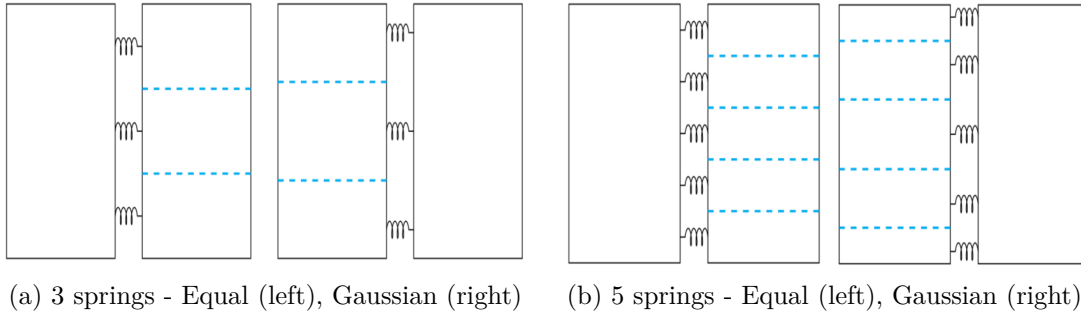 (a) 3 springs - Equal (left), Gaussian (right)
(b) 5 springs - Equal (left), Gaussian (right)